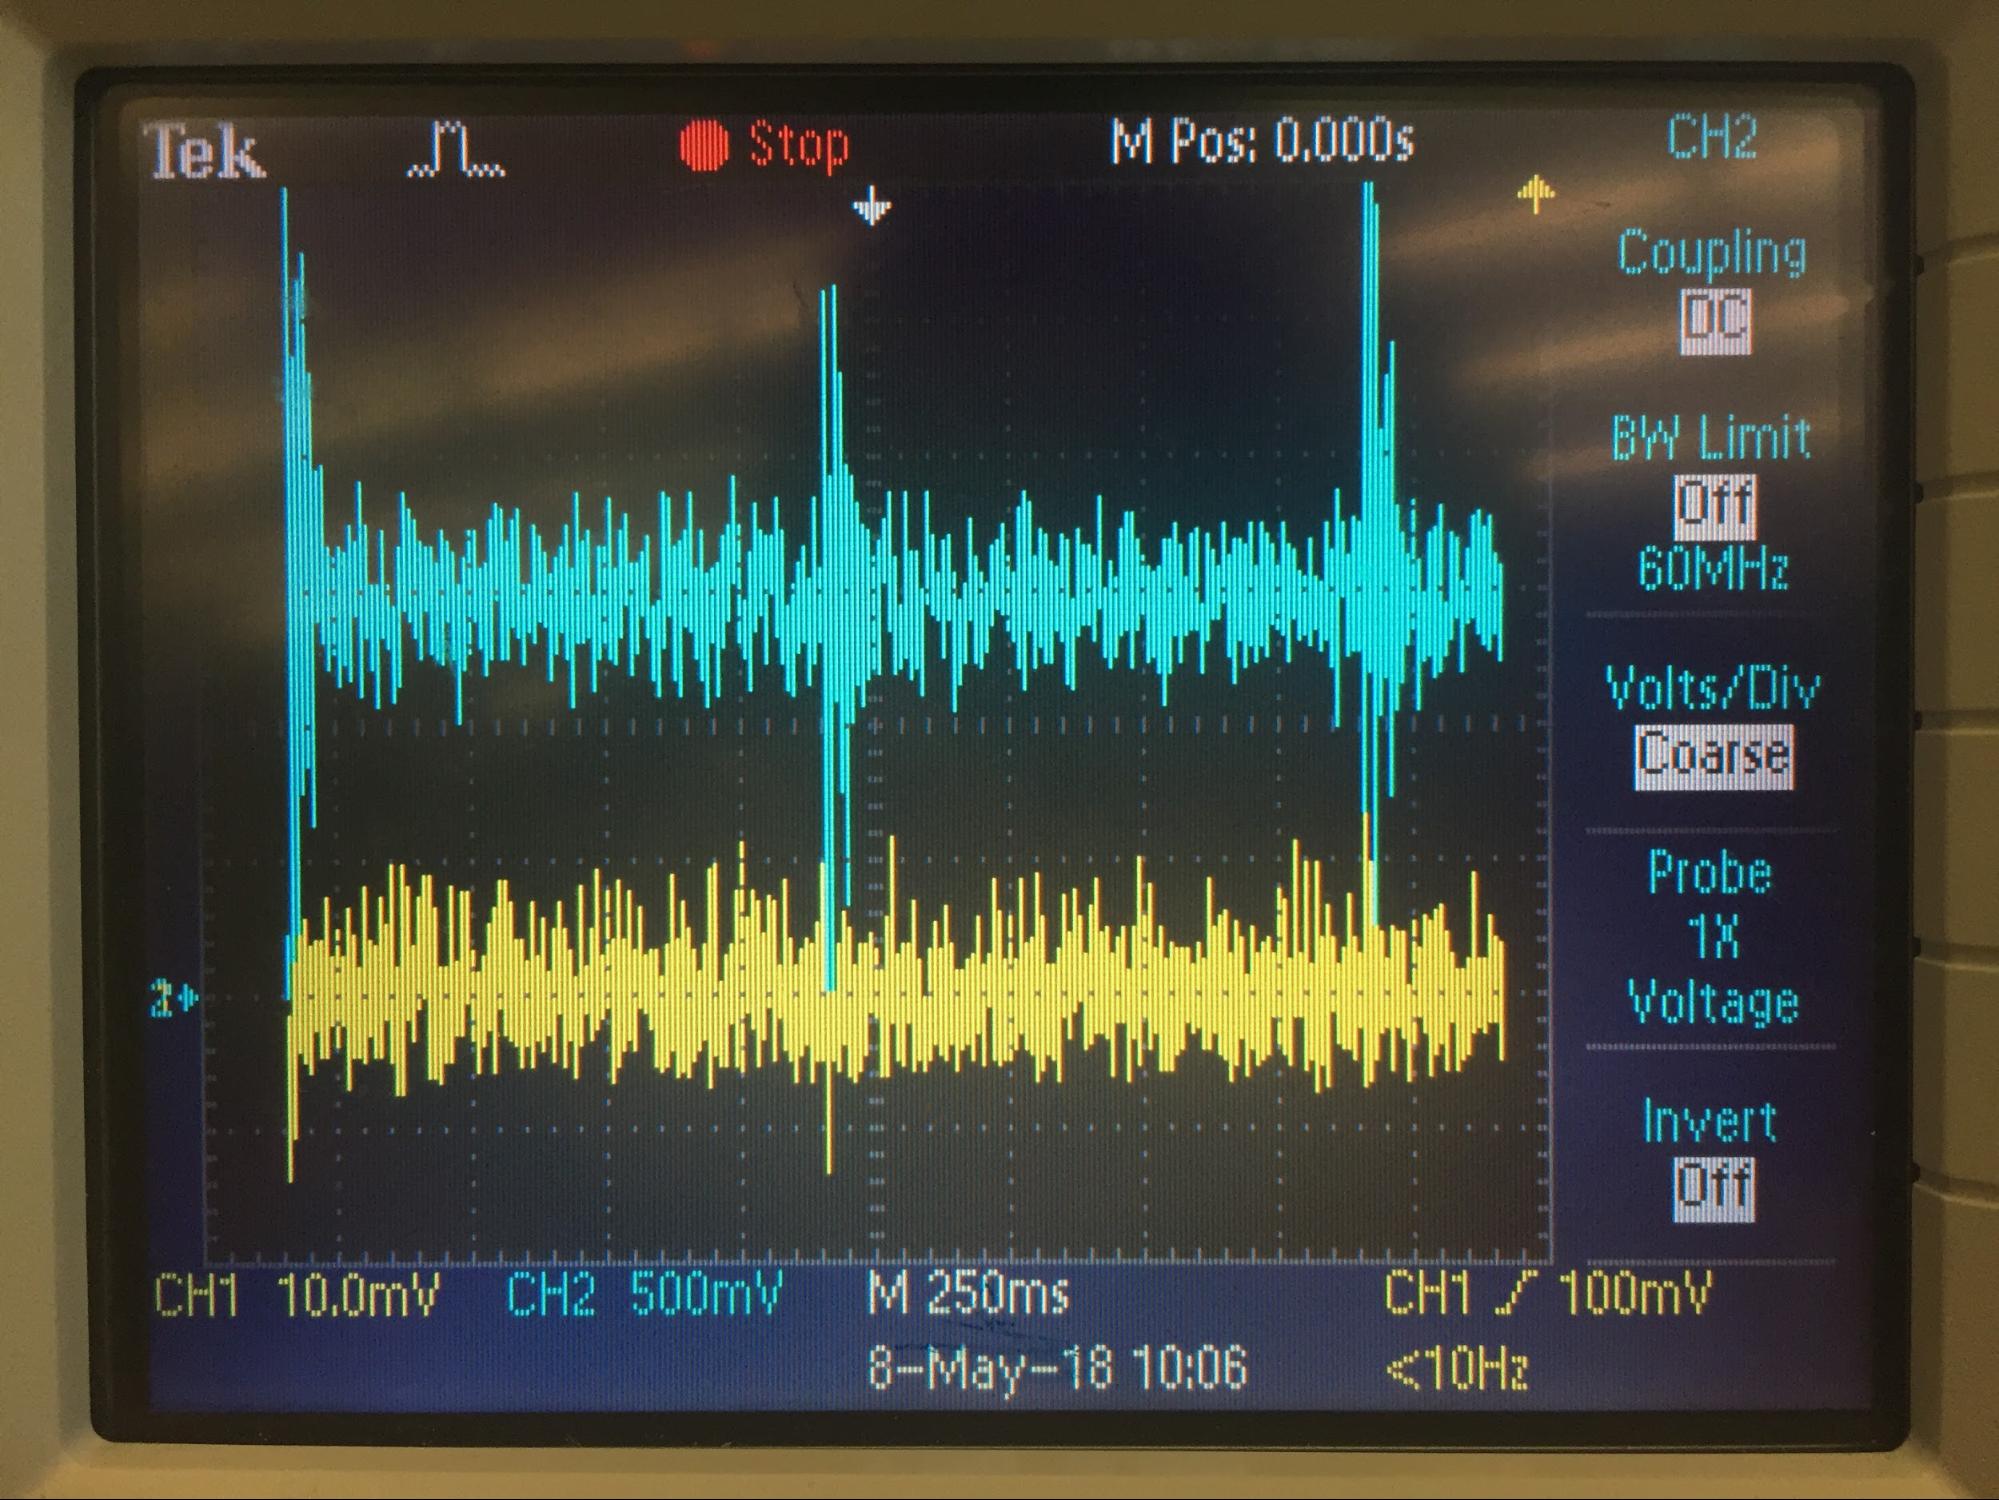 Tek Stop M Pos: 0.000s CH2
Coupling
DC
BW Limit
Off
60MHz
Volts/Div
Coarse
Probe
1X
Voltage
2
Invert
Off
CH1 10.0mV CH2 500mV M 250ms CH1 100mV
8-May-18 10:06 <10Hz